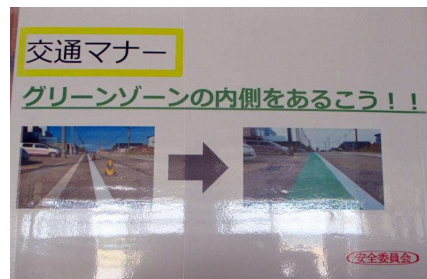 交通マナー
グリーンゾーンの内側をあるこう！！
安全委員会